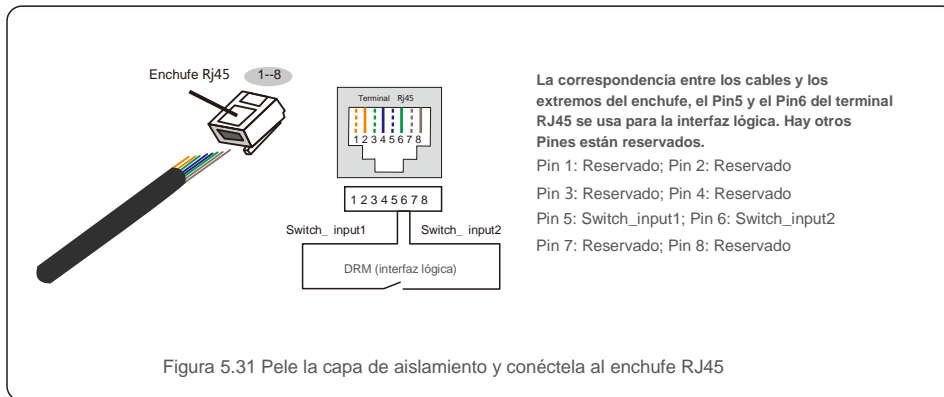 Enchufe Rj45 1--8
Terminal Rj45
1 2 3 4 5 6 7 8
1 2 3 4 5 6 7 8
Switch_ input1 Switch_ input2
DRM (interfaz lógica)
La correspondencia entre los cables y los
extremos del enchufe, el Pin5 y el Pin6 del terminal
RJ45 se usa para la interfaz lógica. Hay otros
Pines están reservados.
Pin 1: Reservado; Pin 2: Reservado
Pin 3: Reservado; Pin 4: Reservado
Pin 5: Switch_input1; Pin 6: Switch_input2
Pin 7: Reservado; Pin 8: Reservado
Figura 5.31 Pele la capa de aislamiento y conéctela al enchufe RJ45